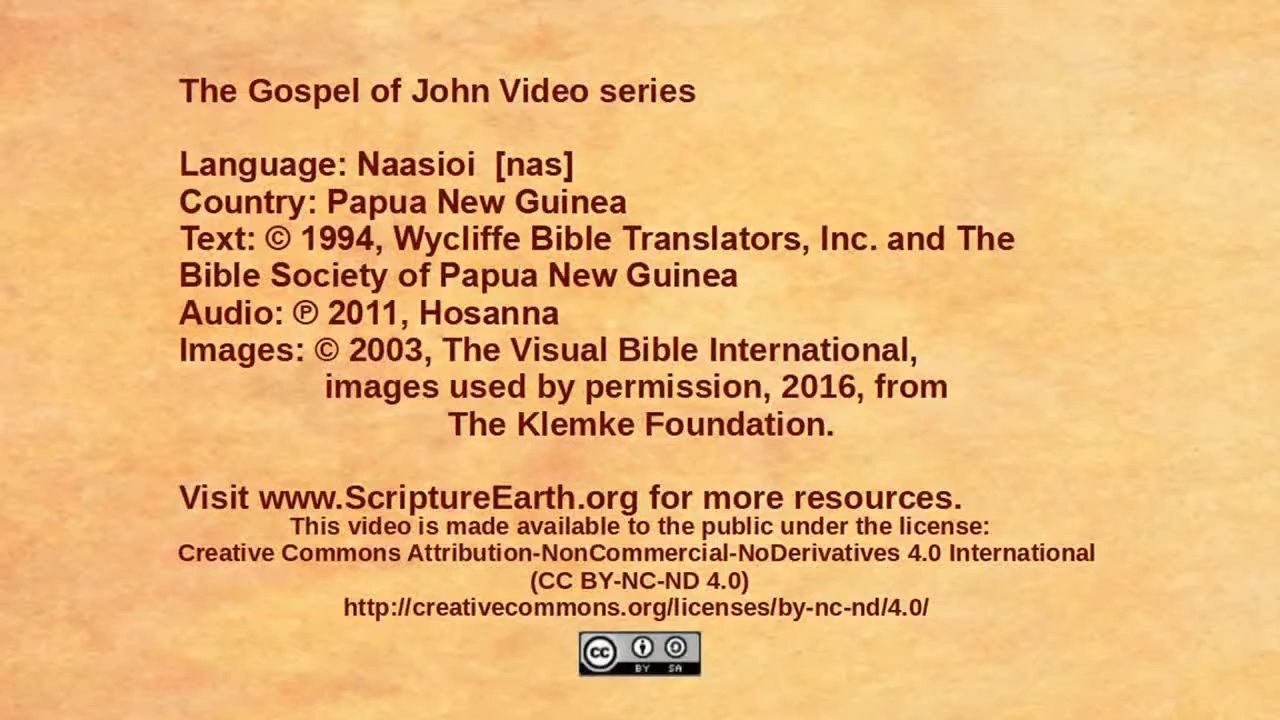 The Gospel of John Video series
Language: Naasioi [nas]
Country: Papua New Guinea
Text: © 1994, Wycliffe Bible Translators, Inc. and The
Bible Society of Papua New Guinea
Audio: ℗ 2011, Hosanna
Images: © 2003, The Visual Bible International,
images used by permission, 2016, from
The Klemke Foundation.
Visit www.ScriptureEarth.org for more resources.
This video is made available to the public under the license:
Creative Commons Attribution-NonCommercial-NoDerivatives 4.0 International
(CC BY-NC-ND 4.0)
http://creativecommons.org/licenses/by-nc-nd/4.0/
cc BY SA